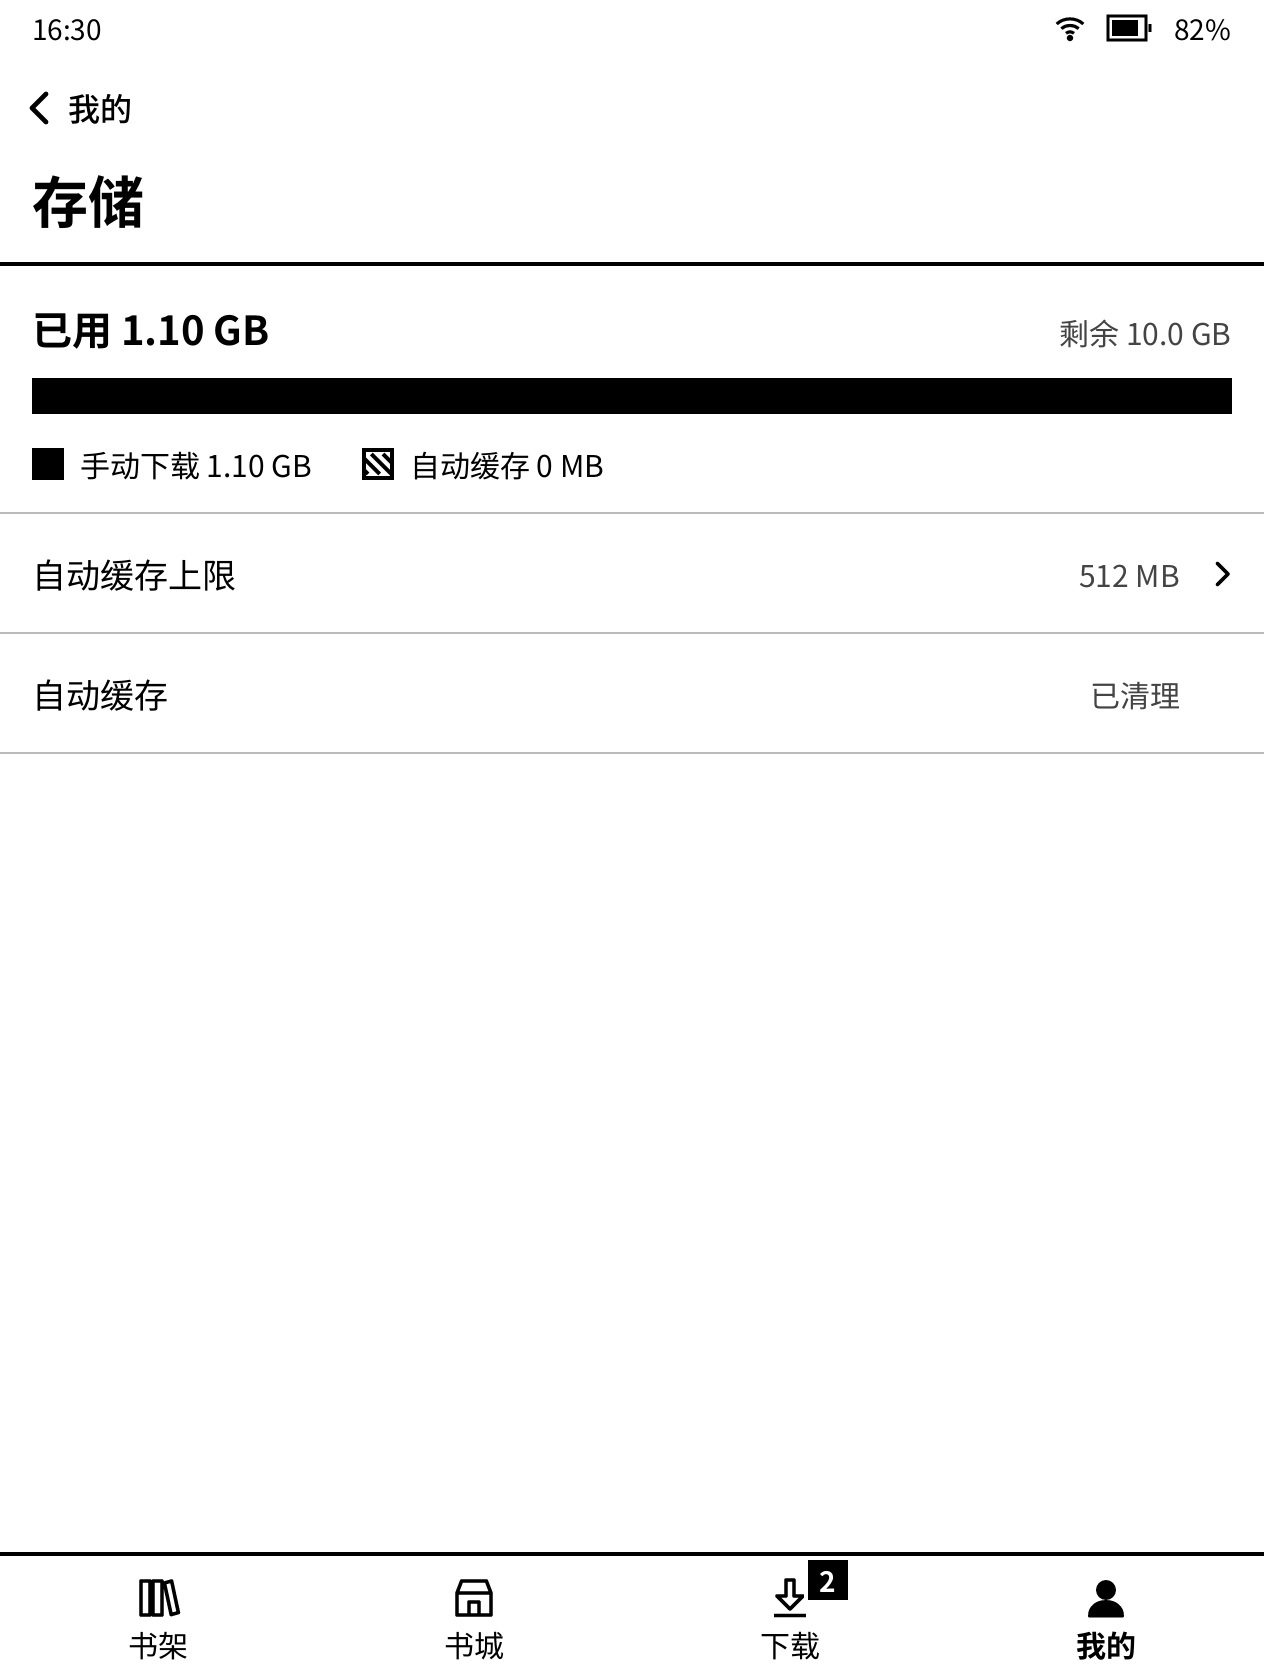 16:30 82%
我的
存储
已用 1.10 GB 剩余 10.0 GB
手动下载 1.10 GB 自动缓存 0 MB
自动缓存上限 512 MB
自动缓存 已清理
2
书架 书城 下载 我的